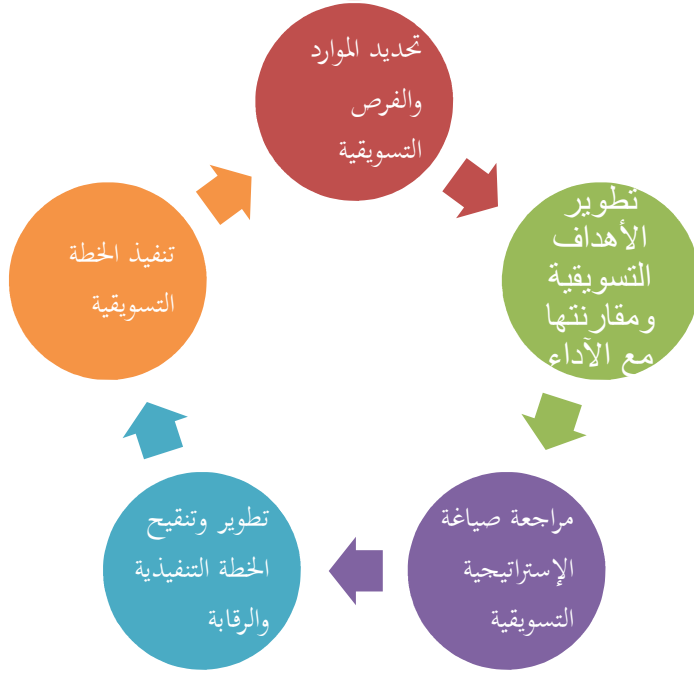 تحديد الموارد
والفرص
التسويقية
تطوير
الأهداف
التسويقية
ومقارنتها
مع الآداء
مراجعة صياغة
الإستراتيجية
التسويقية
تطوير وتنقيح
الخطة التنفيذية
والرقابة
تنفيذ الخطة
التسويقية